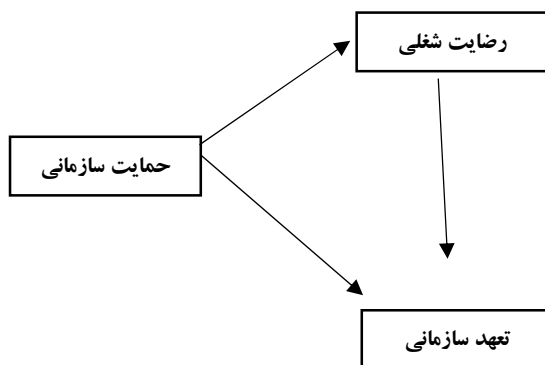 رضایت شغلی
حمایت سازمانی
تعهد سازمانی